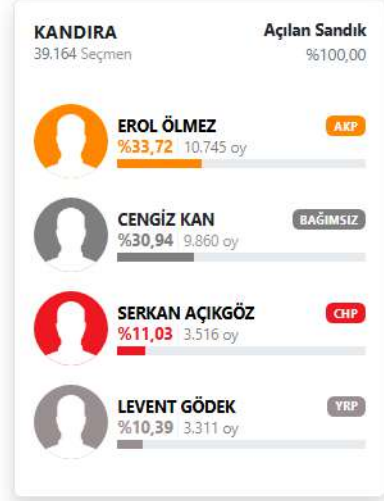 KANDIRA
Açılan Sandık
39.164 Seçmen
%100,00
EROL ÖLMEZ
AKP
%33,72 10.745 oy
CENGİZ KAN
BAĞIMSIZ
%30,94 9.860 oy
SERKAN AÇIKGÖZ
CHP
%11,03 3.516 oy
LEVENT GÖDEK
YRP
%10,39 3.311 oy